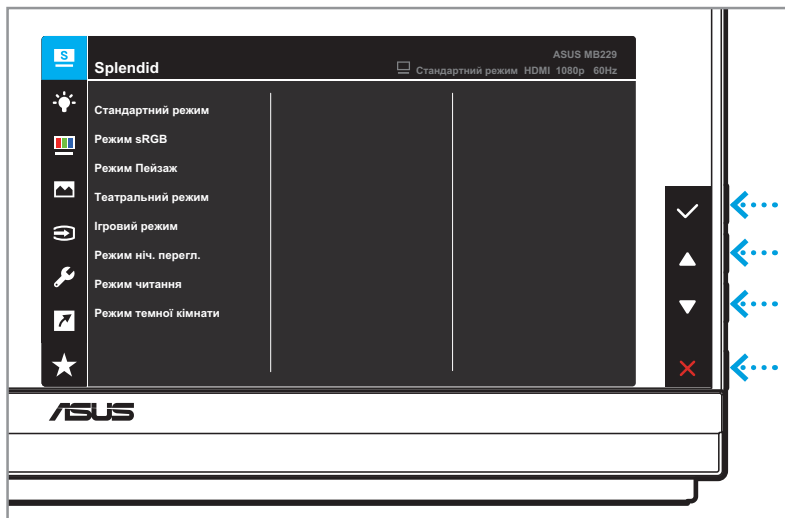 S
Splendid
ASUS MB229
Стандартний режим HDMI 1080p 60Hz
Стандартний режим
Режим sRGB
Режим Пейзаж
Театральний режим
Ігровий режим
Режим ніч. перегл.
Режим читання
Режим темної кімнати
ASUS